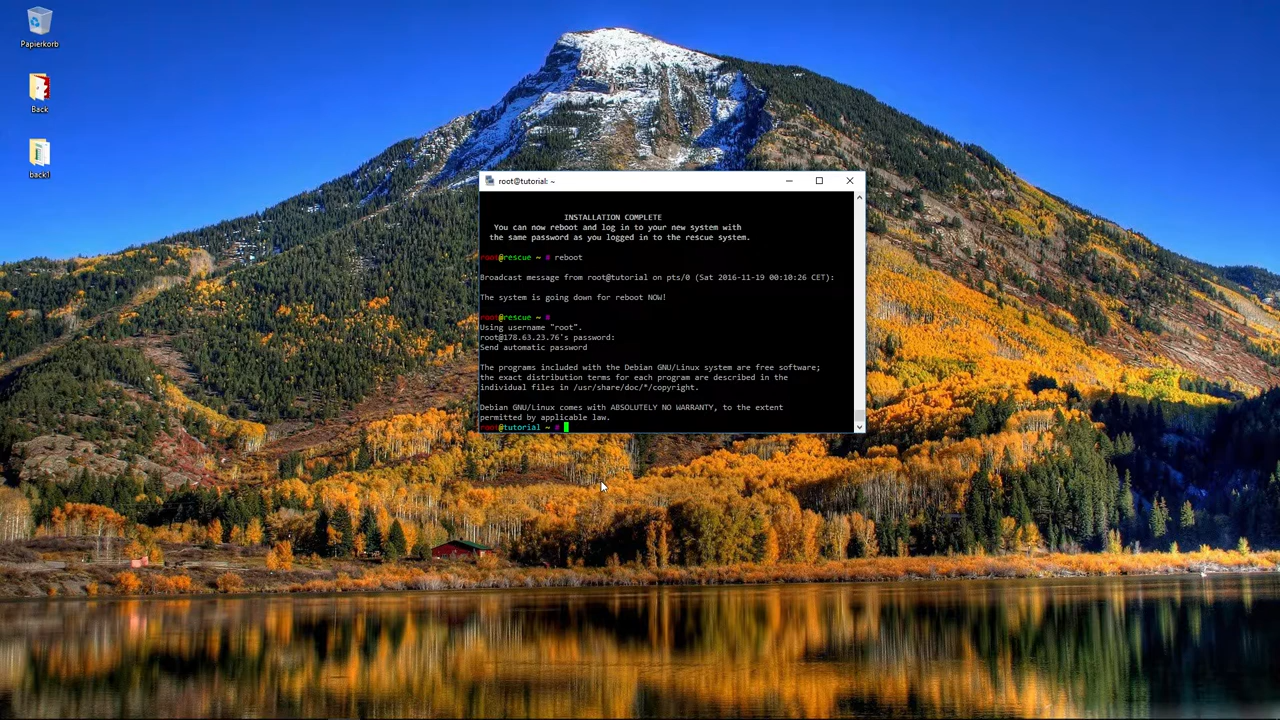 Papierkorb
Back
back1
root@tutorial: ~
INSTALLATION COMPLETE
You can now reboot and log in to your new system with
the same password as you logged in to the rescue system.
root@rescue ~ # reboot
Broadcast message from root@tutorial on pts/0 (Sat 2016-11-19 00:10:26 CET):
The system is going down for reboot NOW!
root@rescue ~ #
Using username "root".
root@178.63.23.76's password:
Send automatic password
The programs included with the Debian GNU/Linux system are free software;
the exact distribution terms for each program are described in the
individual files in /usr/share/doc/*/copyright.
Debian GNU/Linux comes with ABSOLUTELY NO WARRANTY, to the extent
permitted by applicable law.
root@tutorial ~ #